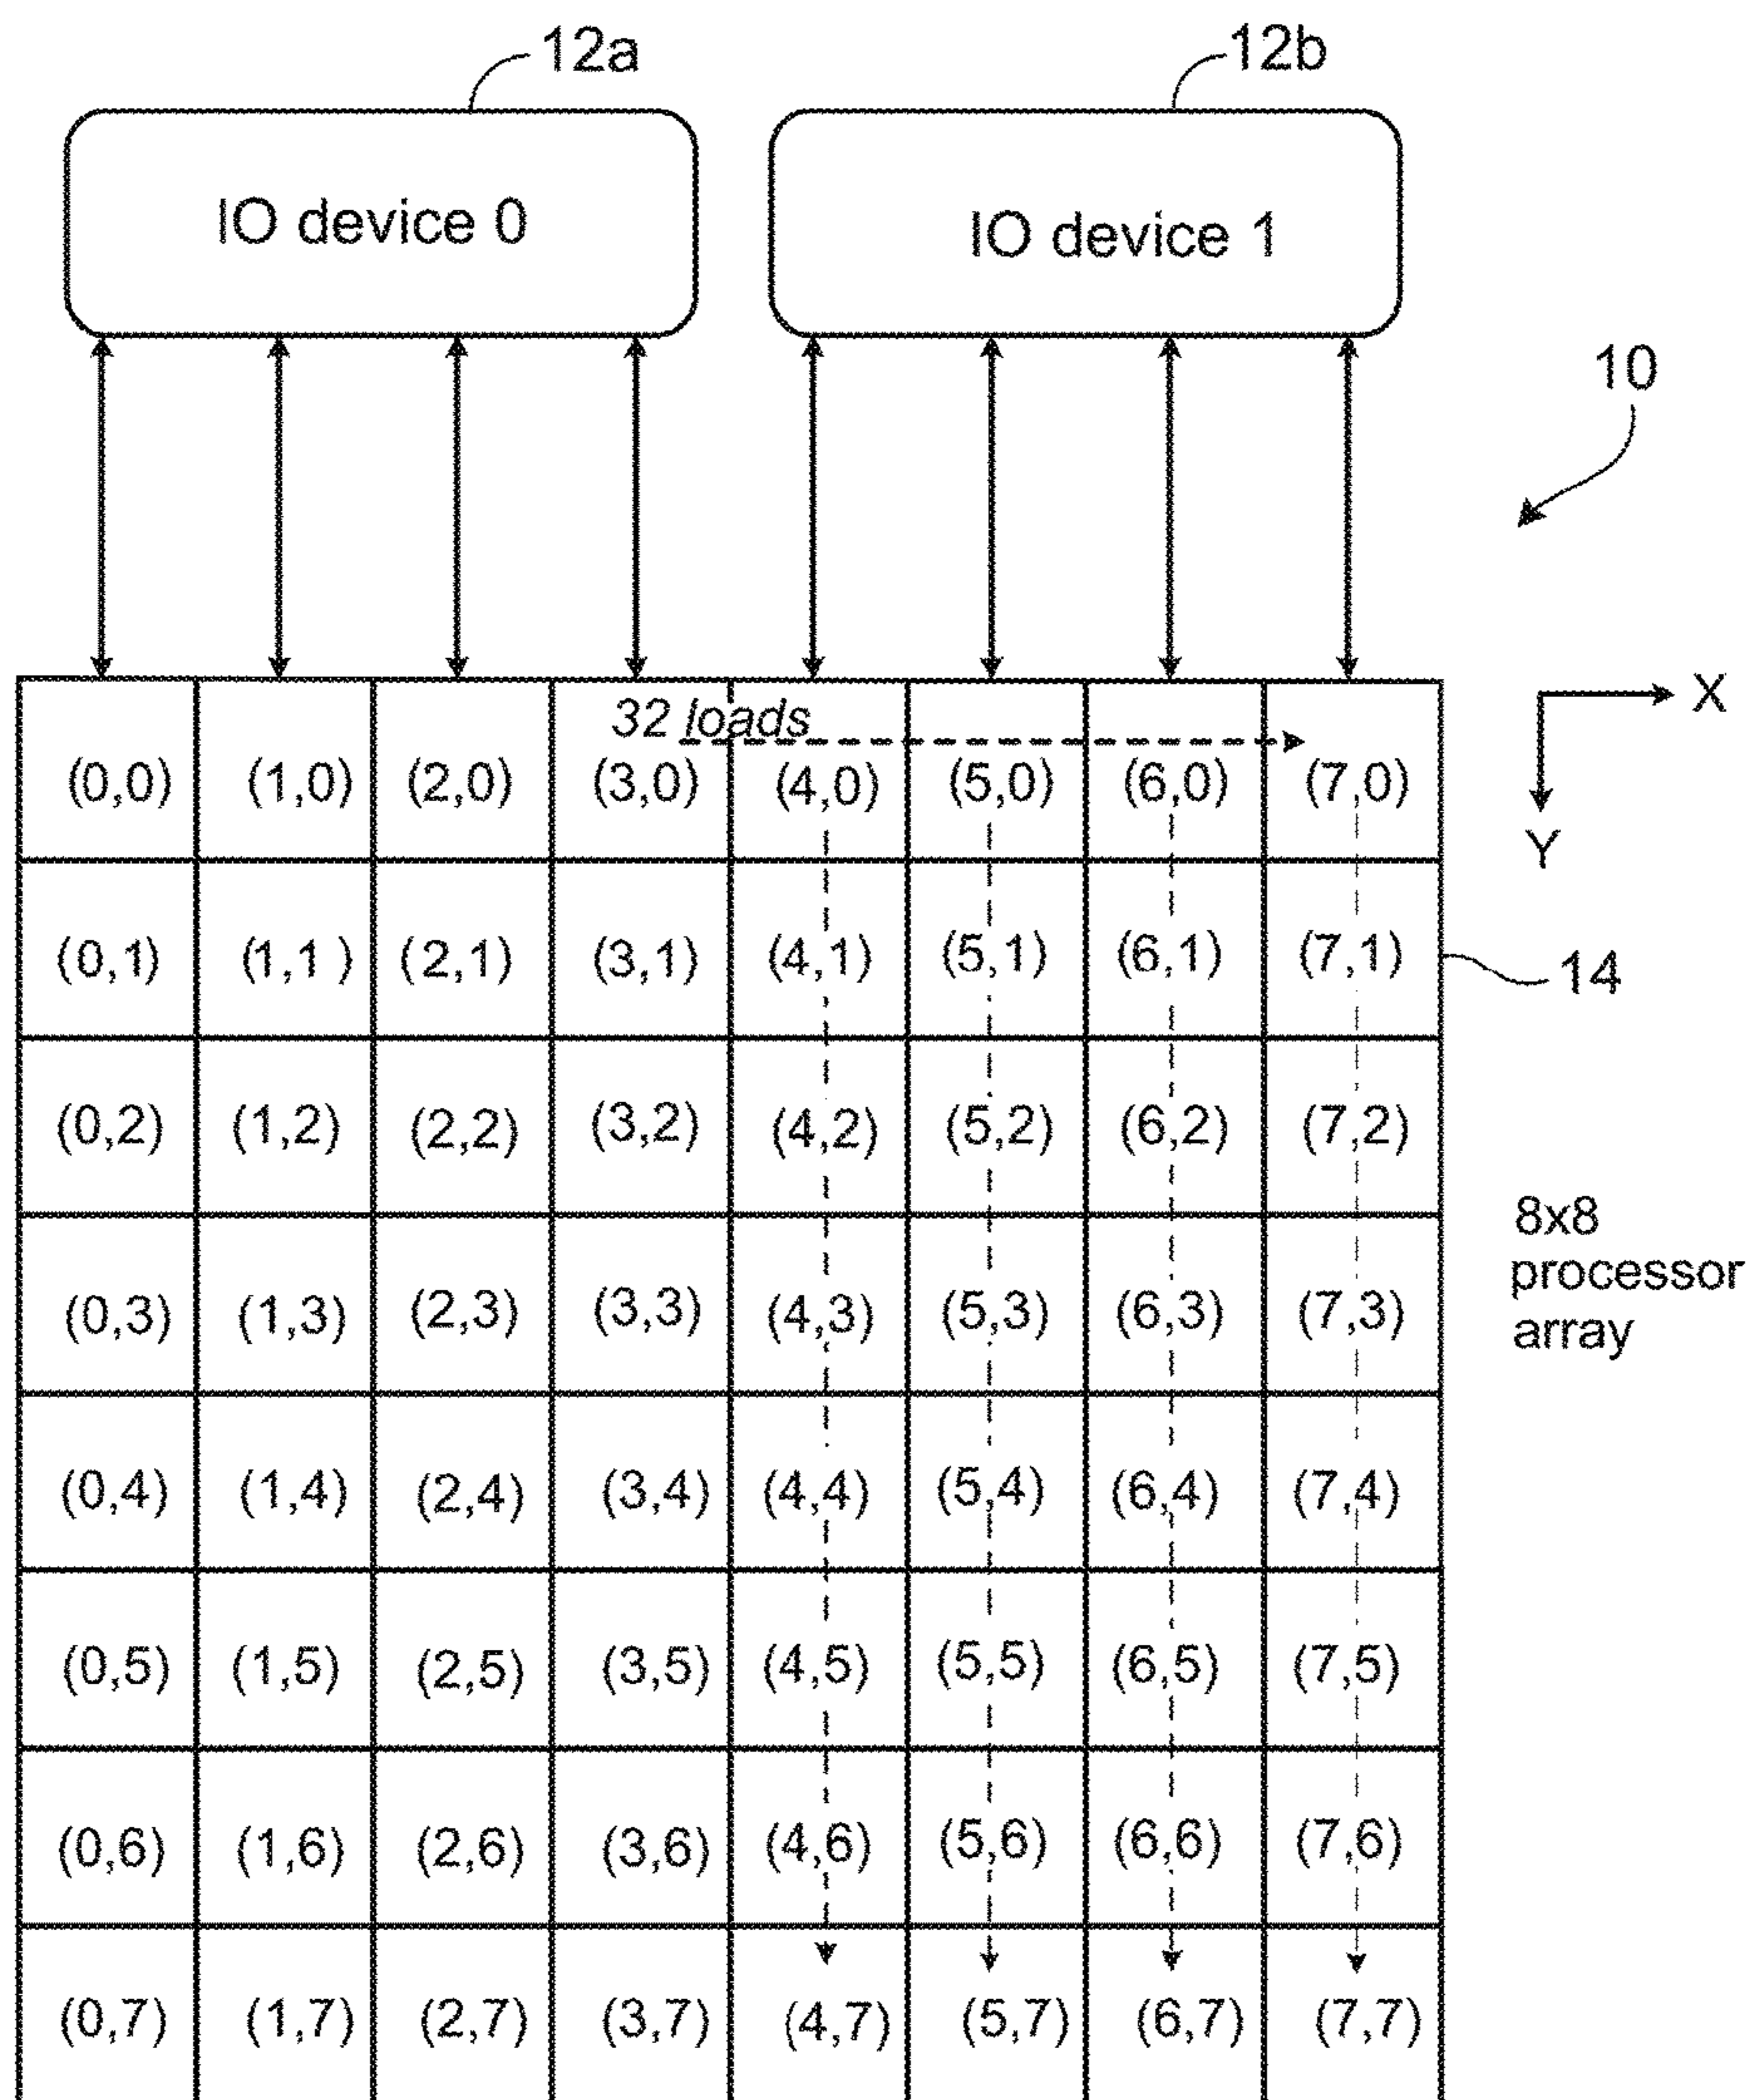 12a 12b
IO device 0 IO device 1
10
32 loads X
(0,0) (1,0) (2,0) (3,0) (4,0) (5,0) (6,0) (7,0)
Y
(0,1) (1,1 ) (2,1) (3,1) (4,1) (5,1) (6,1) (7,1) 14
(0,2) (1,2) (2,2) (3,2) (4,2) (5,2) (6,2) (7,2)
8x8
processor
array
(0,3) (1,3) (2,3) (3,3) (4,3) (5,3) (6,3) (7,3)
(0,4) (1,4) (2,4) (3,4) (4,4) (5,4) (6,4) (7,4)
(0,5) (1,5) (2,5) (3,5) (4,5) (5,5) (6,5) (7,5)
(0,6) (1,6) (2,6) (3,6) (4,6) (5,6) (6,6) (7,6)
(0,7) (1,7) (2,7) (3,7) (4,7) (5,7) (6,7) (7,7)